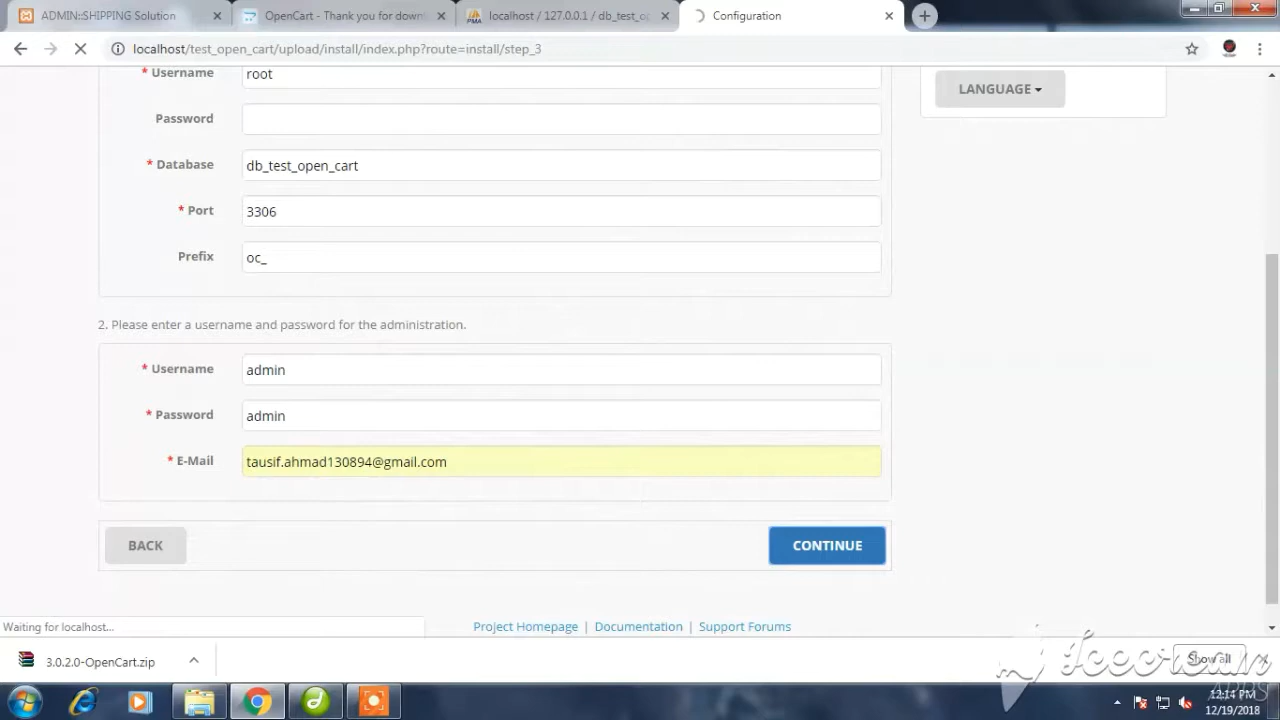 ADMIN::SHIPPING Solution
OpenCart - Thank you for down
localhost / 127.0.0.1 / db_test_oc
Configuration
localhost/test_open_cart/upload/install/index.php?route=install/step_3
* Username root
Password
* Database db_test_open_cart
* Port 3306
Prefix oc_
LANGUAGE
2. Please enter a username and password for the administration.
* Username admin
* Password admin
* E-Mail tausif.ahmad130894@gmail.com
BACK
CONTINUE
Waiting for localhost...
Project Homepage | Documentation | Support Forums
3.0.2.0-OpenCart.zip
Show all
Icecream
APPS
12:14 PM
12/19/2018